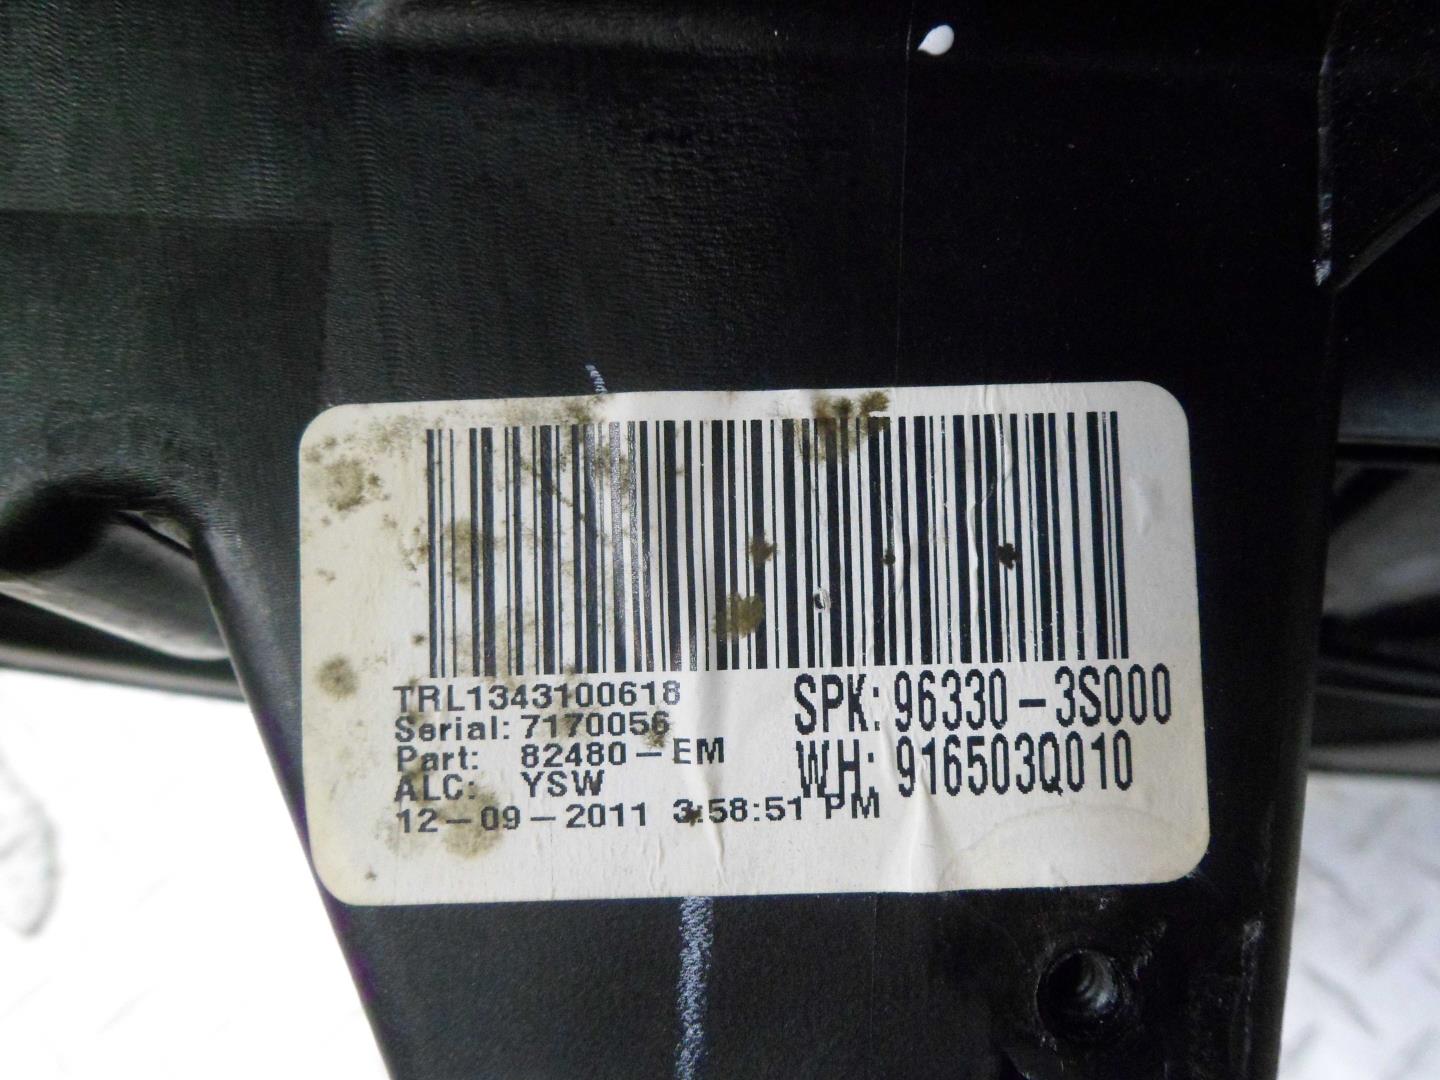 TRL1343100618
Serial: 7170056
Part: 82480-EM
ALC: YSW
12-09-2011 3:58:51 PM
SPK: 96330-3S000
WH: 916503Q010